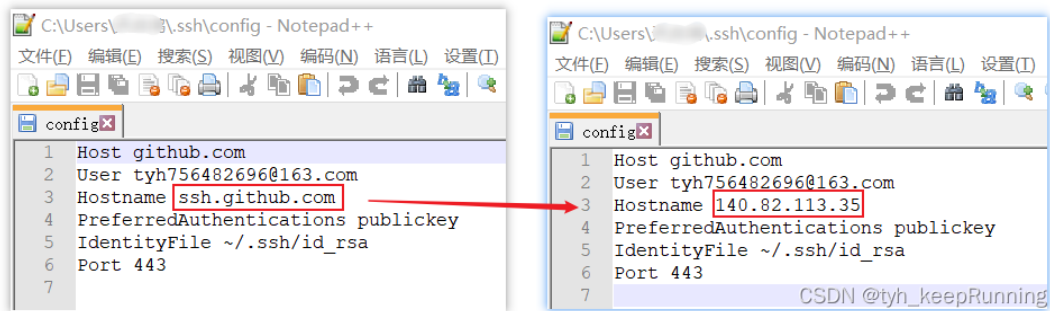 C:\Users\ \.ssh\config - Notepad++
文件(F) 编辑(E) 搜索(S) 视图(V) 编码(N) 语言(L) 设置(T)
config
1 Host github.com
2 User tyh756482696@163.com
3 Hostname ssh.github.com
4 PreferredAuthentications publickey
5 IdentityFile ~/.ssh/id_rsa
6 Port 443
7
C:\Users\ \.ssh\config - Notepad++
文件(F) 编辑(E) 搜索(S) 视图(V) 编码(N) 语言(L) 设置(T)
config
1 Host github.com
2 User tyh756482696@163.com
3 Hostname 140.82.113.35
4 PreferredAuthentications publickey
5 IdentityFile ~/.ssh/id_rsa
6 Port 443
7
CSDN @tyh_keepRunning